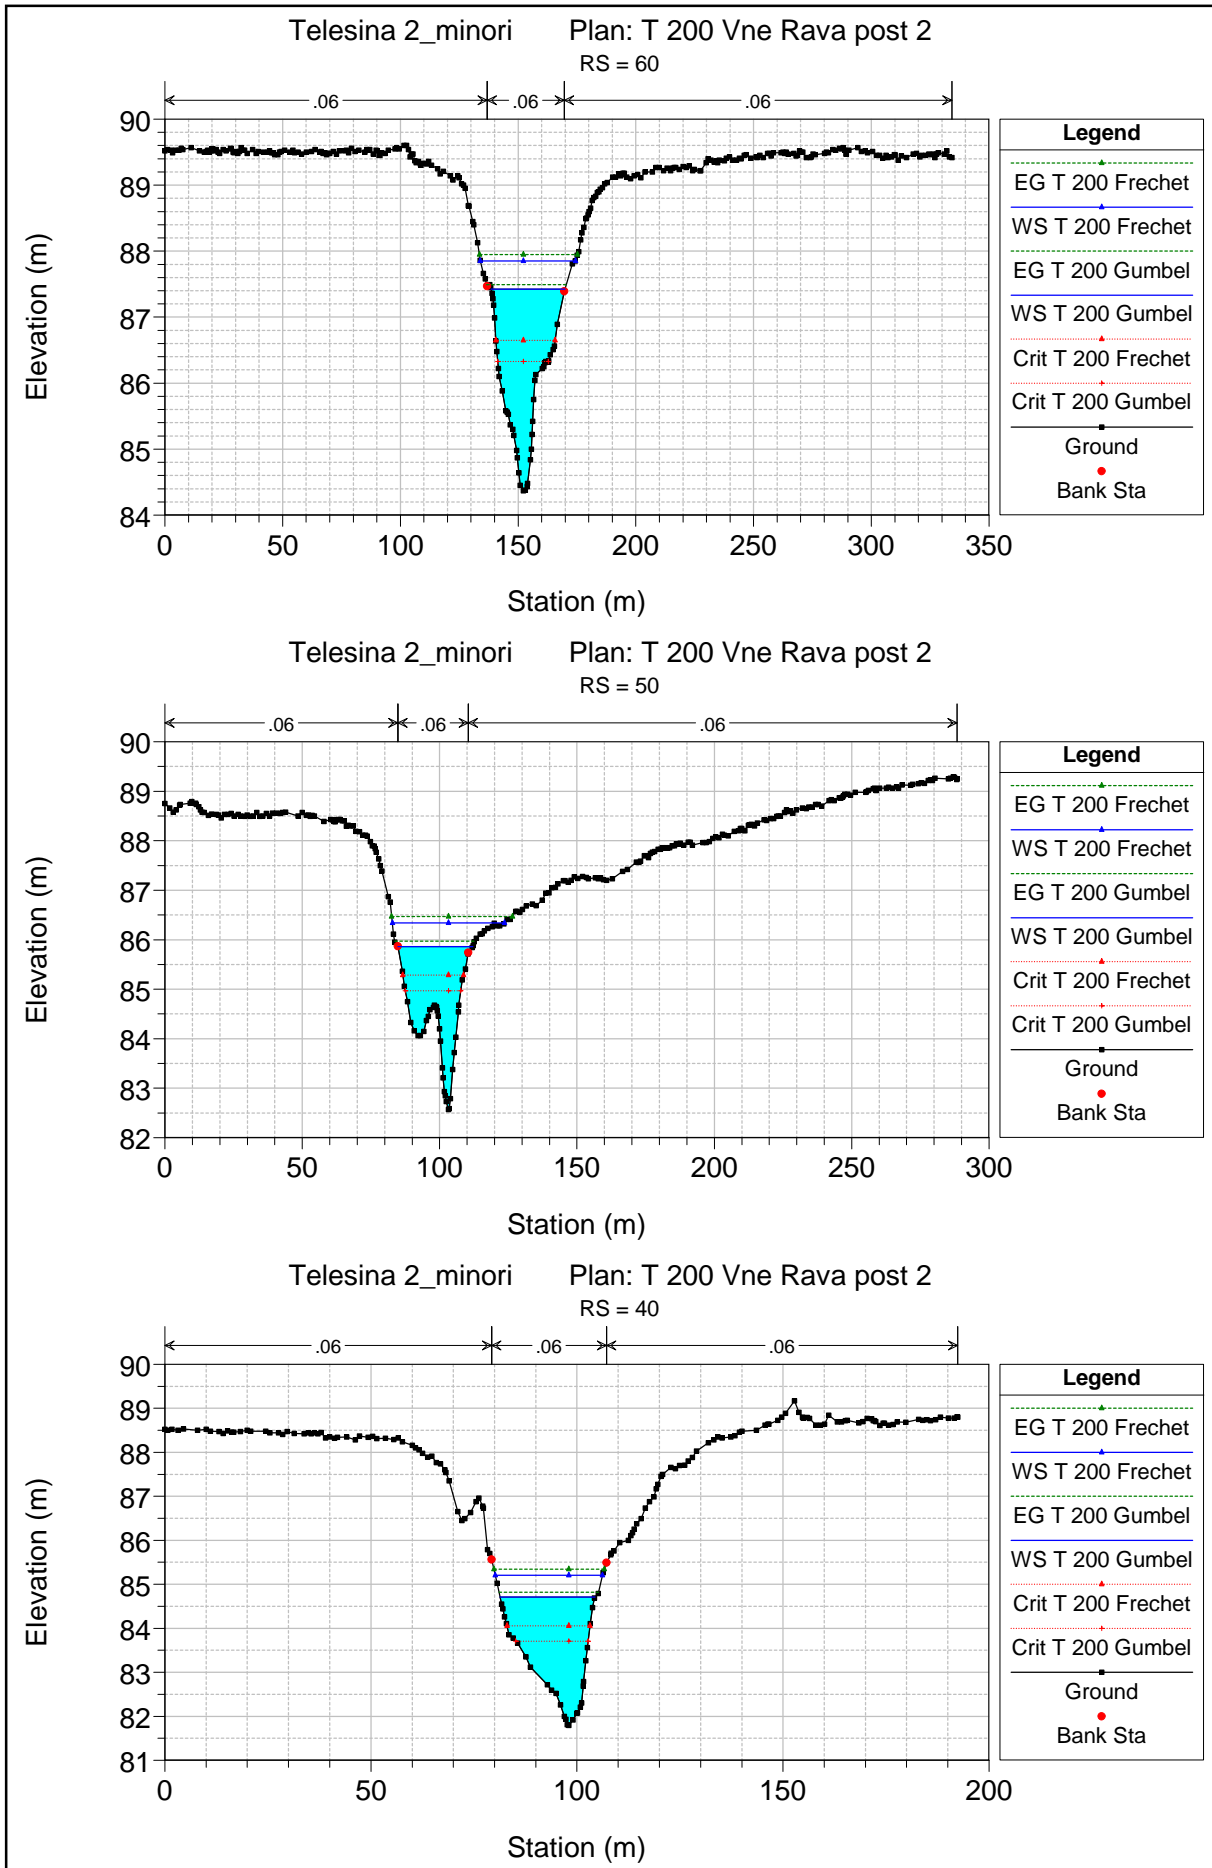 Telesina 2_minori Plan: T 200 Vne Rava post 2
RS = 60
.06 .06 .06
90
89
88
87
86
85
84
Elevation (m)
0 50 100 150 200 250 300 350
Station (m)
Legend
EG T 200 Frechet
WS T 200 Frechet
EG T 200 Gumbel
WS T 200 Gumbel
Crit T 200 Frechet
Crit T 200 Gumbel
Ground
Bank Sta
Telesina 2_minori Plan: T 200 Vne Rava post 2
RS = 50
.06 .06 .06
90
89
88
87
86
85
84
83
82
Elevation (m)
0 50 100 150 200 250 300
Station (m)
Legend
EG T 200 Frechet
WS T 200 Frechet
EG T 200 Gumbel
WS T 200 Gumbel
Crit T 200 Frechet
Crit T 200 Gumbel
Ground
Bank Sta
Telesina 2_minori Plan: T 200 Vne Rava post 2
RS = 40
.06 .06 .06
90
89
88
87
86
85
84
83
82
81
Elevation (m)
0 50 100 150 200
Station (m)
Legend
EG T 200 Frechet
WS T 200 Frechet
EG T 200 Gumbel
WS T 200 Gumbel
Crit T 200 Frechet
Crit T 200 Gumbel
Ground
Bank Sta